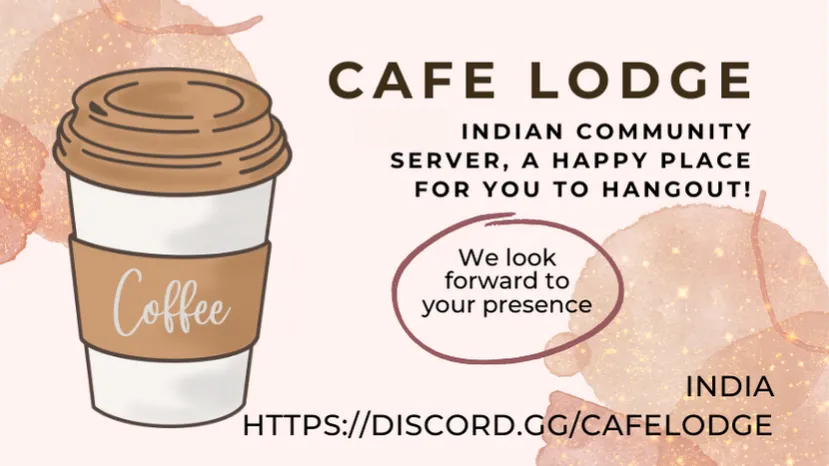 CAFE LODGE
INDIAN COMMUNITY
SERVER, A HAPPY PLACE
FOR YOU TO HANGOUT!
We look
forward to
your presence
Coffee
INDIA
HTTPS://DISCORD.GG/CAFELODGE